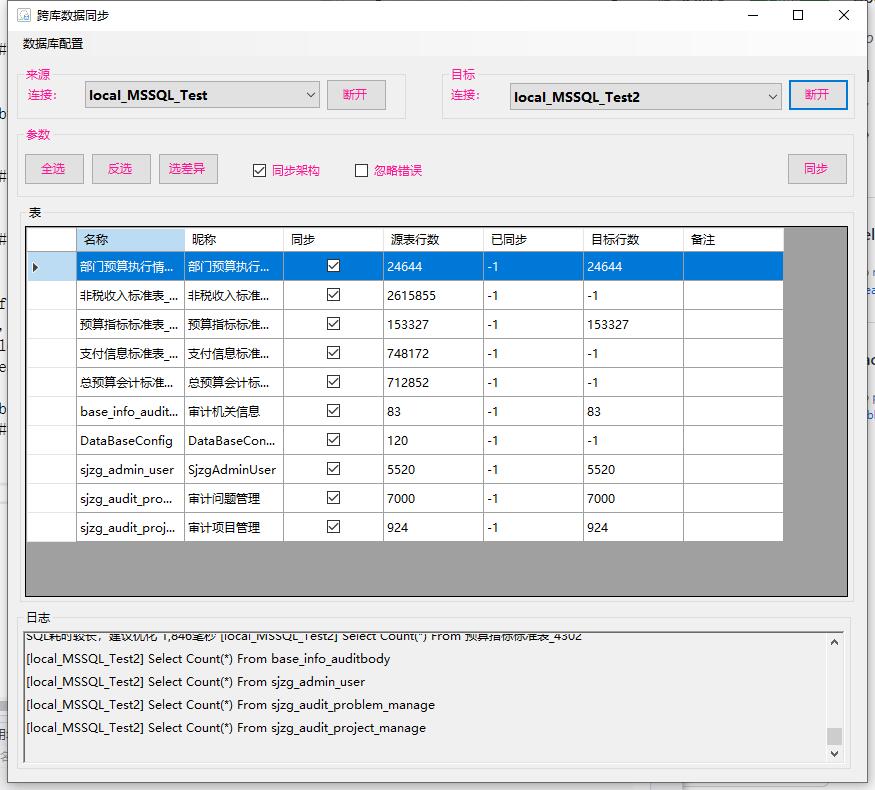 跨库数据同步
数据库配置
来源
连接： local_MSSQL_Test 断开
目标
连接： local_MSSQL_Test2 断开
参数
全选 反选 选差异 同步架构 忽略错误 同步
表
名称 昵称 同步 源表行数 已同步 目标行数 备注
部门预算执行情... 部门预算执行... 24644 -1 24644
非税收入标准表_... 非税收入标准... 2615855 -1 -1
预算指标标准表_... 预算指标标准... 153327 -1 153327
支付信息标准表_... 支付信息标准... 748172 -1 -1
总预算会计标准... 总预算会计标... 712852 -1 -1
base_info_audit... 审计机关信息 83 -1 83
DataBaseConfig DataBaseCon... 120 -1 -1
sjzg_admin_user SjzgAdminUser 5520 -1 5520
sjzg_audit_pro... 审计问题管理 7000 -1 7000
sjzg_audit_proj... 审计项目管理 924 -1 924
日志
SQL耗时较长，建议优化 1,846毫秒 [local_MSSQL_Test2] Select Count(*) From 预算指标标准表_4302
[local_MSSQL_Test2] Select Count(*) From base_info_auditbody
[local_MSSQL_Test2] Select Count(*) From sjzg_admin_user
[local_MSSQL_Test2] Select Count(*) From sjzg_audit_problem_manage
[local_MSSQL_Test2] Select Count(*) From sjzg_audit_project_manage